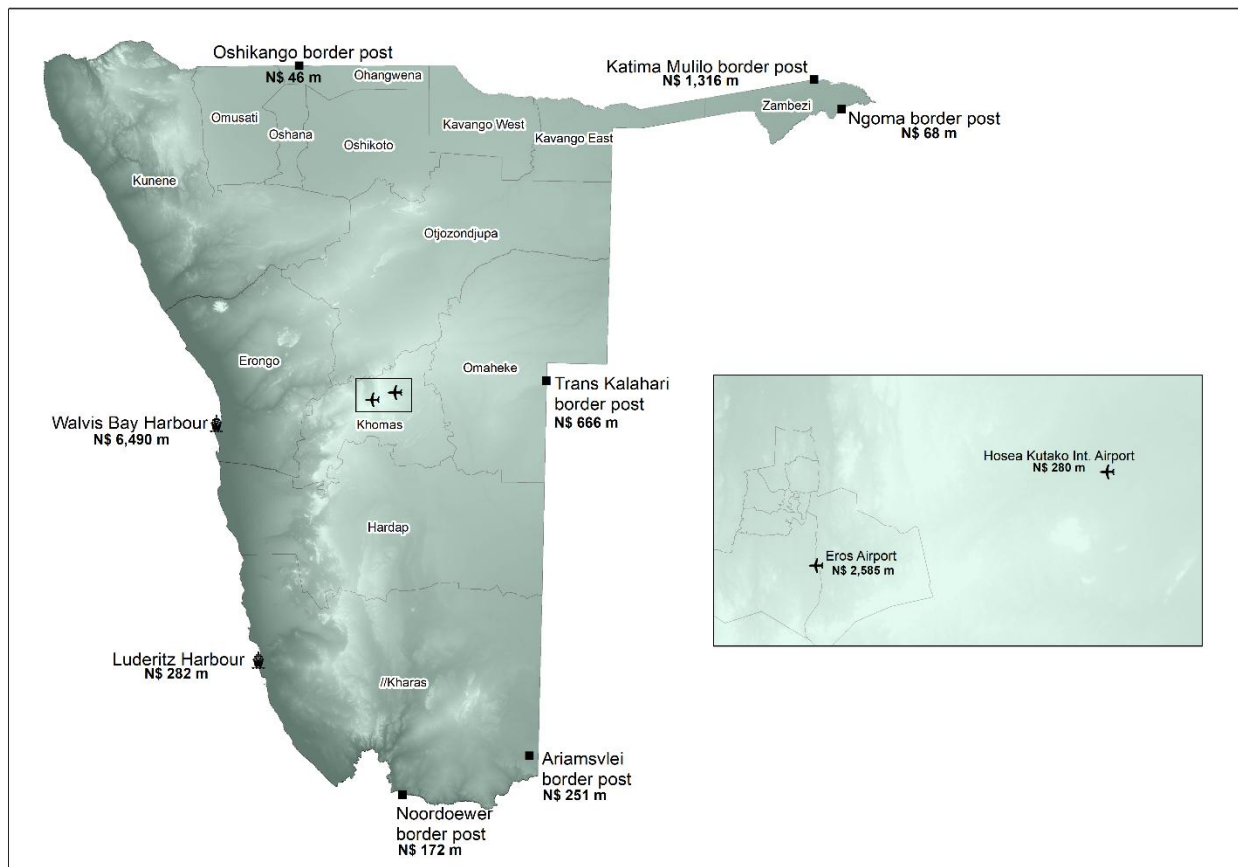 Oshikango border post
N$ 46 m
Ohangwena
Katima Mulilo border post
N$ 1,316 m
Zambezi
Ngoma border post
N$ 68 m
Omusati
Oshana
Oshikoto
Kavango West
Kavango East
Kunene
Otjozondjupa
Erongo
Omaheke
Trans Kalahari
border post
N$ 666 m
Walvis Bay Harbour
N$ 6,490 m
Khomas
Hardap
Luderitz Harbour
N$ 282 m
//Kharas
Ariamsvlei
border post
N$ 251 m
Noordoewer
border post
N$ 172 m
Hosea Kutako Int. Airport
N$ 280 m
Eros Airport
N$ 2,585 m